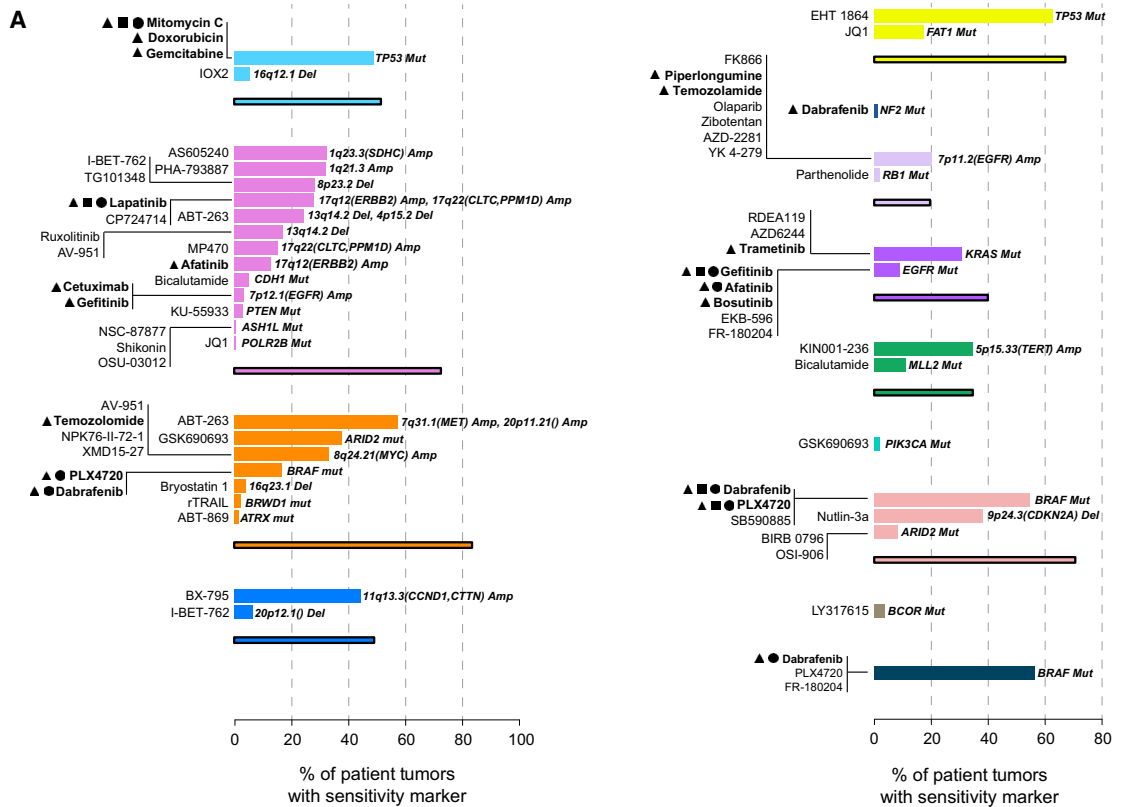 A
▲ ■ ● Mitomycin C
▲ Doxorubicin
▲ Gemcitabine
TP53 Mut
IOX2
16q12.1 Del
AS605240
1q23.3(SDHC) Amp
I-BET-762
TG101348
PHA-793887
1q21.3 Amp
8p23.2 Del
▲ ■ ● Lapatinib
CP724714
17q12(ERBB2) Amp, 17q22(CLTC,PPM1D) Amp
ABT-263
13q14.2 Del, 4p15.2 Del
Ruxolitinib
AV-951
13q14.2 Del
MP470
17q22(CLTC,PPM1D) Amp
▲ Afatinib
17q12(ERBB2) Amp
Bicalutamide
CDH1 Mut
▲ Cetuximab
▲ Gefitinib
7p12.1(EGFR) Amp
KU-55933
PTEN Mut
NSC-87877
Shikonin
OSU-03012
ASH1L Mut
JQ1
POLR2B Mut
AV-951
▲ Temozolomide
NPK76-II-72-1
XMD15-27
ABT-263
7q31.1(MET) Amp, 20p11.21() Amp
GSK690693
ARID2 mut
8q24.21(MYC) Amp
▲ ● PLX4720
▲ ● Dabrafenib
BRAF mut
Bryostatin 1
16q23.1 Del
rTRAIL
BRWD1 mut
ABT-869
ATRX mut
BX-795
11q13.3(CCND1,CTTN) Amp
I-BET-762
20p12.1() Del
0 20 40 60 80 100
% of patient tumors
with sensitivity marker
EHT 1864
TP53 Mut
JQ1
FAT1 Mut
FK866
▲ Piperlongumine
▲ Temozolamide
Olaparib
Zibotentan
AZD-2281
YK 4-279
▲ Dabrafenib
NF2 Mut
7p11.2(EGFR) Amp
Parthenolide
RB1 Mut
RDEA119
AZD6244
▲ Trametinib
KRAS Mut
▲ ■ ● Gefitinib
▲ ● Afatinib
▲ Bosutinib
EKB-596
FR-180204
EGFR Mut
KIN001-236
5p15.33(TERT) Amp
Bicalutamide
MLL2 Mut
GSK690693
PIK3CA Mut
▲ ■ ● Dabrafenib
▲ ■ ● PLX4720
SB590885
BRAF Mut
Nutlin-3a
9p24.3(CDKN2A) Del
BIRB 0796
OSI-906
ARID2 Mut
LY317615
BCOR Mut
▲ ● Dabrafenib
PLX4720
FR-180204
BRAF Mut
0 20 40 60 80
% of patient tumors
with sensitivity marker